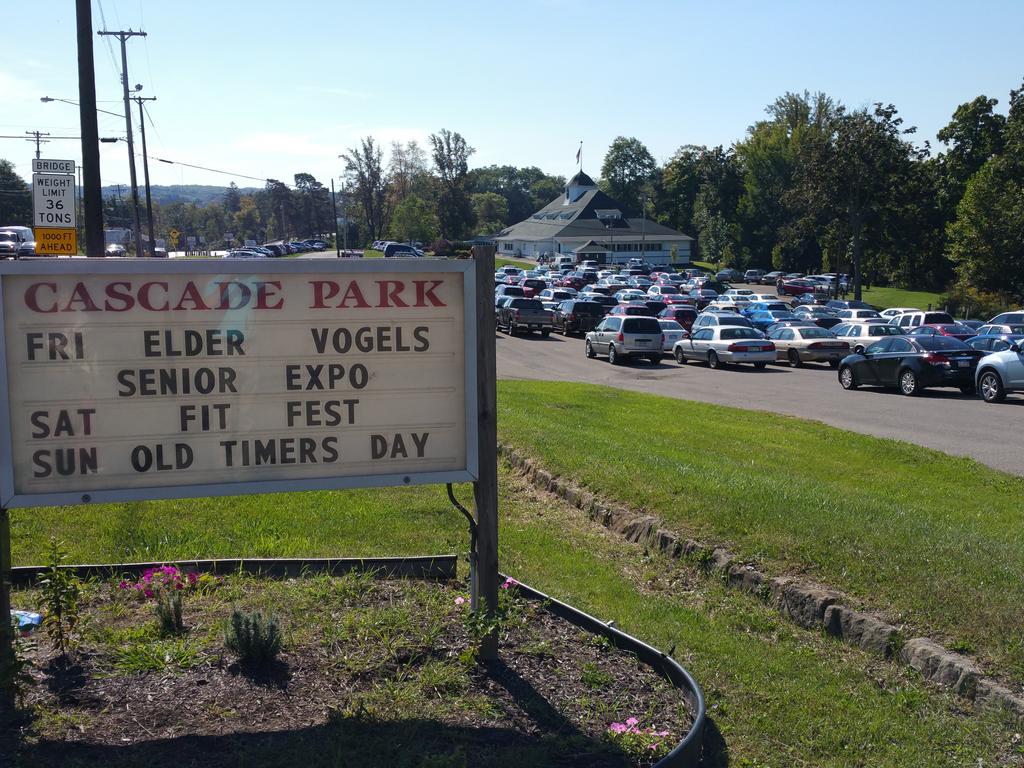 BRIDGE
WEIGHT
LIMIT
36
TONS
1000 FT
AHEAD
CASCADE PARK
FRI ELDER VOGELS
SENIOR EXPO
SAT FIT FEST
SUN OLD TIMERS DAY